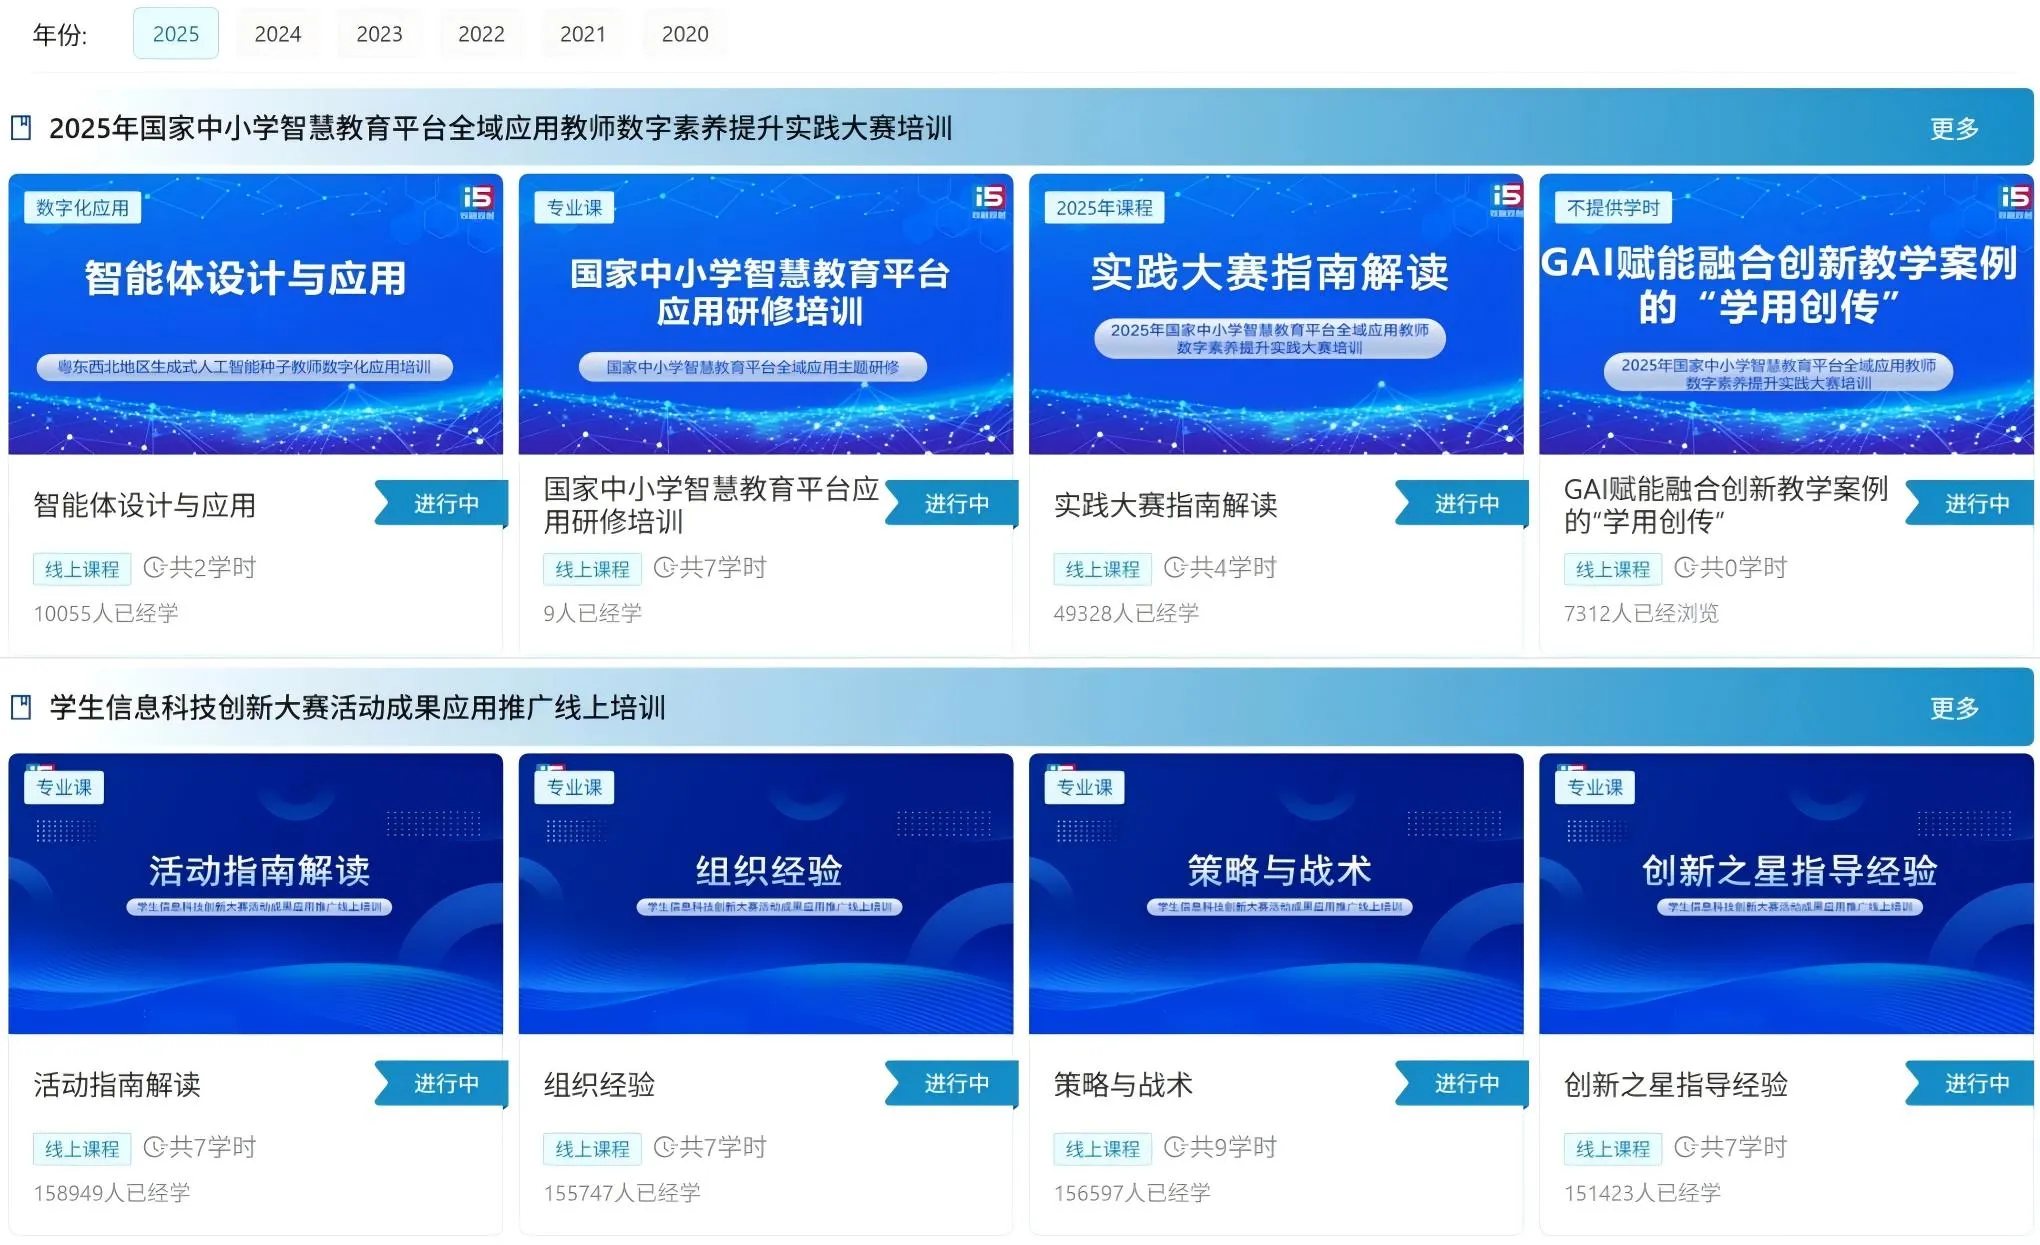 年份: 2025 2024 2023 2022 2021 2020
2025年国家中小学智慧教育平台全域应用教师数字素养提升实践大赛培训 更多
数字化应用
i5
智能体设计与应用
粤东西北地区生成式人工智能种子教师数字化应用培训
智能体设计与应用
进行中
线上课程 共2学时
10055人已经学
专业课
i5
国家中小学智慧教育平台
应用研修培训
国家中小学智慧教育平台全域应用主题研修
国家中小学智慧教育平台应
用研修培训
进行中
线上课程 共7学时
9人已经学
2025年课程
i5
实践大赛指南解读
2025年国家中小学智慧教育平台全域应用教师
数字素养提升实践大赛培训
实践大赛指南解读
进行中
线上课程 共4学时
49328人已经学
不提供学时
i5
GAI赋能融合创新教学案例
的“学用创传”
2025年国家中小学智慧教育平台全域应用教师
数字素养提升实践大赛培训
GAI赋能融合创新教学案例
的“学用创传”
进行中
线上课程 共0学时
7312人已经浏览
学生信息科技创新大赛活动成果应用推广线上培训 更多
专业课
活动指南解读
学生信息科技创新大赛活动成果应用推广线上培训
活动指南解读
进行中
线上课程 共7学时
158949人已经学
专业课
组织经验
学生信息科技创新大赛活动成果应用推广线上培训
组织经验
进行中
线上课程 共7学时
155747人已经学
专业课
策略与战术
学生信息科技创新大赛活动成果应用推广线上培训
策略与战术
进行中
线上课程 共9学时
156597人已经学
专业课
创新之星指导经验
学生信息科技创新大赛活动成果应用推广线上培训
创新之星指导经验
进行中
线上课程 共7学时
151423人已经学